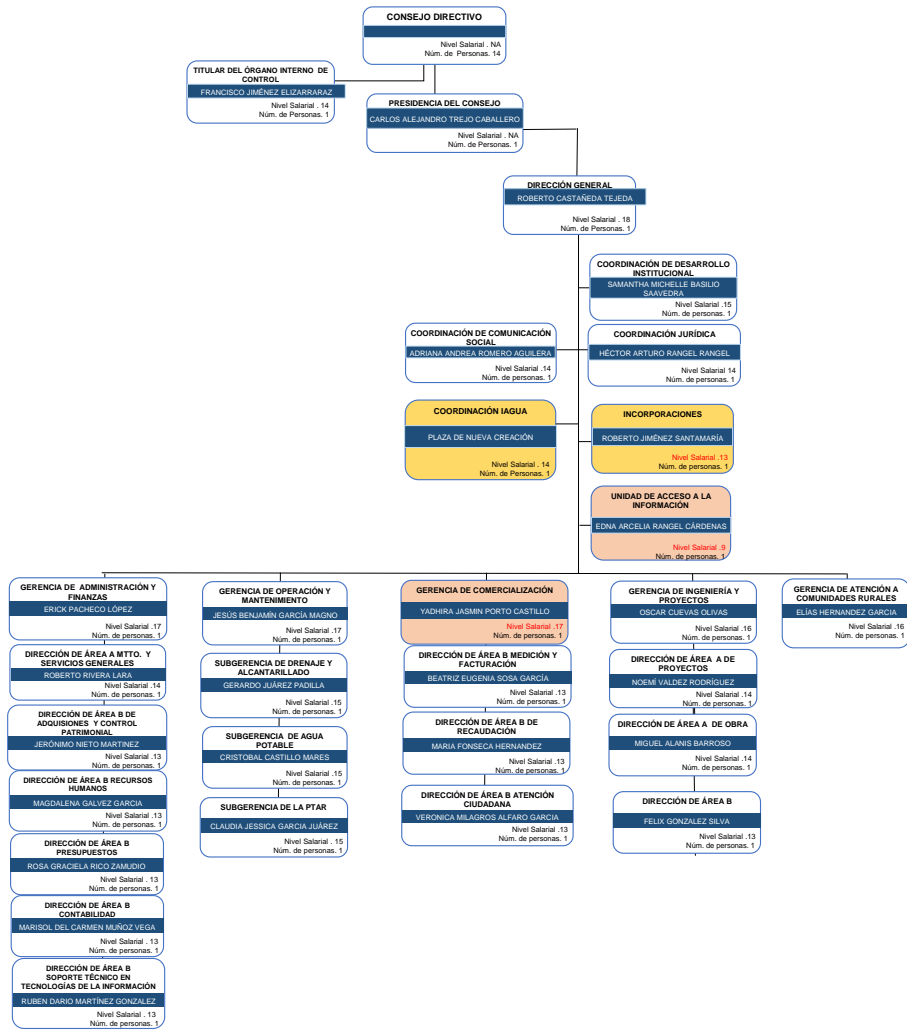 CONSEJO DIRECTIVO
Nivel Salarial . NA
Núm. de  Personas. 14
TITULAR DEL ÓRGANO INTERNO  DE
CONTROL
FRANCISCO JIMÉNEZ ELIZARRARAZ
Nivel Salarial . 14
Núm. de Personas. 1
PRESIDENCIA DEL CONSEJO
CARLOS ALEJANDRO TREJO CABALLERO
Nivel Salarial . NA
Núm. de Personas. 1
DIRECCIÓN GENERAL
ROBERTO CASTAÑEDA TEJEDA
Nivel Salarial . 18
Núm. de Personas. 1
COORDINACIÓN DE DESARROLLO
INSTITUCIONAL
SAMANTHA MICHELLE BASILIO
SAAVEDRA
Nivel Salarial .15
Núm. de personas. 1
COORDINACIÓN DE COMUNICACIÓN
SOCIAL
ADRIANA ANDREA ROMERO AGUILERA
Nivel Salarial .14
Núm. de personas. 1
COORDINACIÓN JURÍDICA
HÉCTOR ARTURO RANGEL RANGEL
Nivel Salarial 14
Núm. de personas. 1
COORDINACIÓN IAGUA
PLAZA DE NUEVA CREACIÓN
Nivel Salarial . 14
Núm. de Personas. 1
INCORPORACIONES
ROBERTO JIMÉNEZ SANTAMARÍA
Nivel Salarial .13
Núm. de personas. 1
UNIDAD DE ACCESO A LA
INFORMACIÓN
EDNA ARCELIA RANGEL CÁRDENAS
Nivel Salarial .9
Núm. de personas. 1
GERENCIA DE  ADMINISTRACIÓN Y
FINANZAS
ERICK PACHECO LÓPEZ
Nivel Salarial .17
Núm. de personas. 1
DIRECCIÓN DE ÁREA A MTTO.  Y
SERVICIOS GENERALES
ROBERTO RIVERA LARA
Nivel Salarial .14
Núm. de personas. 1
DIRECCIÓN DE ÁREA B DE
ADQUISIONES  Y CONTROL
PATRIMONIAL
JERÓNIMO NIETO MARTINEZ
Nivel Salarial .13
Núm. de personas. 1
DIRECCIÓN DE ÁREA B RECURSOS
HUMANOS
MAGDALENA GALVEZ GARCIA
Nivel Salarial .13
Núm. de personas. 1
DIRECCIÓN DE ÁREA B
PRESUPUESTOS
ROSA GRACIELA RICO ZAMUDIO
Nivel Salarial . 13
Núm. de personas. 1
DIRECCIÓN DE ÁREA B
CONTABILIDAD
MARISOL DEL CARMEN MUÑOZ VEGA
Nivel Salarial . 13
Núm. de personas. 1
DIRECCIÓN DE ÁREA B
SOPORTE TÉCNICO EN
TECNOLOGÍAS DE LA INFORMACIÓN
RUBEN DARIO MARTÍNEZ GONZALEZ
Nivel Salarial . 13
Núm. de personas. 1
GERENCIA DE OPERACIÓN Y
MANTENIMIENTO
JESÚS BENJAMÍN GARCÍA MAGNO
Nivel Salarial .17
Núm. de personas. 1
SUBGERENCIA DE DRENAJE Y
ALCANTARILLADO
GERARDO JUÁREZ PADILLA
Nivel Salarial .15
Núm. de personas. 1
SUBGERENCIA  DE AGUA
POTABLE
CRISTOBAL CASTILLO MARES
Nivel Salarial .15
Núm. de personas. 1
SUBGERENCIA DE LA PTAR
CLAUDIA JESSICA GARCIA JUÁREZ
Nivel Salarial . 15
Núm. de personas. 1
GERENCIA DE COMERCIALIZACIÓN
YADHIRA JASMIN PORTO CASTILLO
Nivel Salarial .17
Núm. de personas. 1
DIRECCIÓN DE ÁREA B MEDICIÓN Y
FACTURACIÓN
BEATRIZ EUGENIA SOSA GARCÍA
Nivel Salarial .13
Núm. de personas. 1
DIRECCIÓN DE ÁREA B DE
RECAUDACIÓN
MARIA FONSECA HERNANDEZ
Nivel Salarial .13
Núm. de personas. 1
DIRECCIÓN DE ÁREA B ATENCIÓN
CIUDADANA
VERONICA MILAGROS ALFARO GARCIA
Nivel Salarial .13
Núm. de personas. 1
GERENCIA DE INGENIERÍA Y
PROYECTOS
OSCAR CUEVAS OLIVAS
Nivel Salarial .16
Núm. de personas. 1
DIRECCIÓN DE ÁREA  A DE
PROYECTOS
NOEMÍ VALDEZ RODRÍGUEZ
Nivel Salarial .14
Núm. de personas. 1
DIRECCIÓN DE ÁREA A  DE OBRA
MIGUEL ALANIS BARROSO
Nivel Salarial .14
Núm. de personas. 1
DIRECCIÓN DE ÁREA B
FELIX GONZALEZ SILVA
Nivel Salarial .13
Núm. de personas. 1
GERENCIA DE ATENCIÓN A
COMUNIDADES RURALES
ELÍAS HERNANDEZ GARCIA
Nivel Salarial .16
Núm. de personas. 1